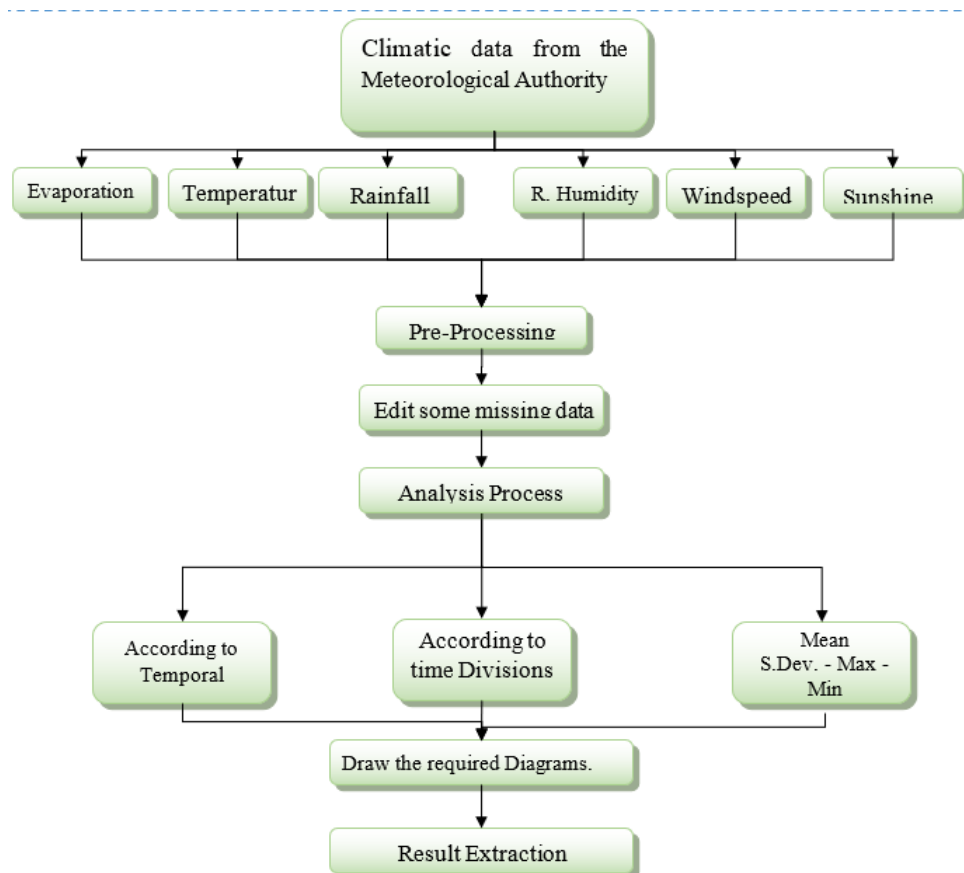 Climatic data from the
Meteorological Authority
Evaporation
Temperatur
Rainfall
R. Humidity
Windspeed
Sunshine
Pre-Processing
Edit some missing data
Analysis Process
According to
Temporal
According to
time Divisions
Mean
S.Dev. - Max -
Min
Draw the required Diagrams.
Result Extraction